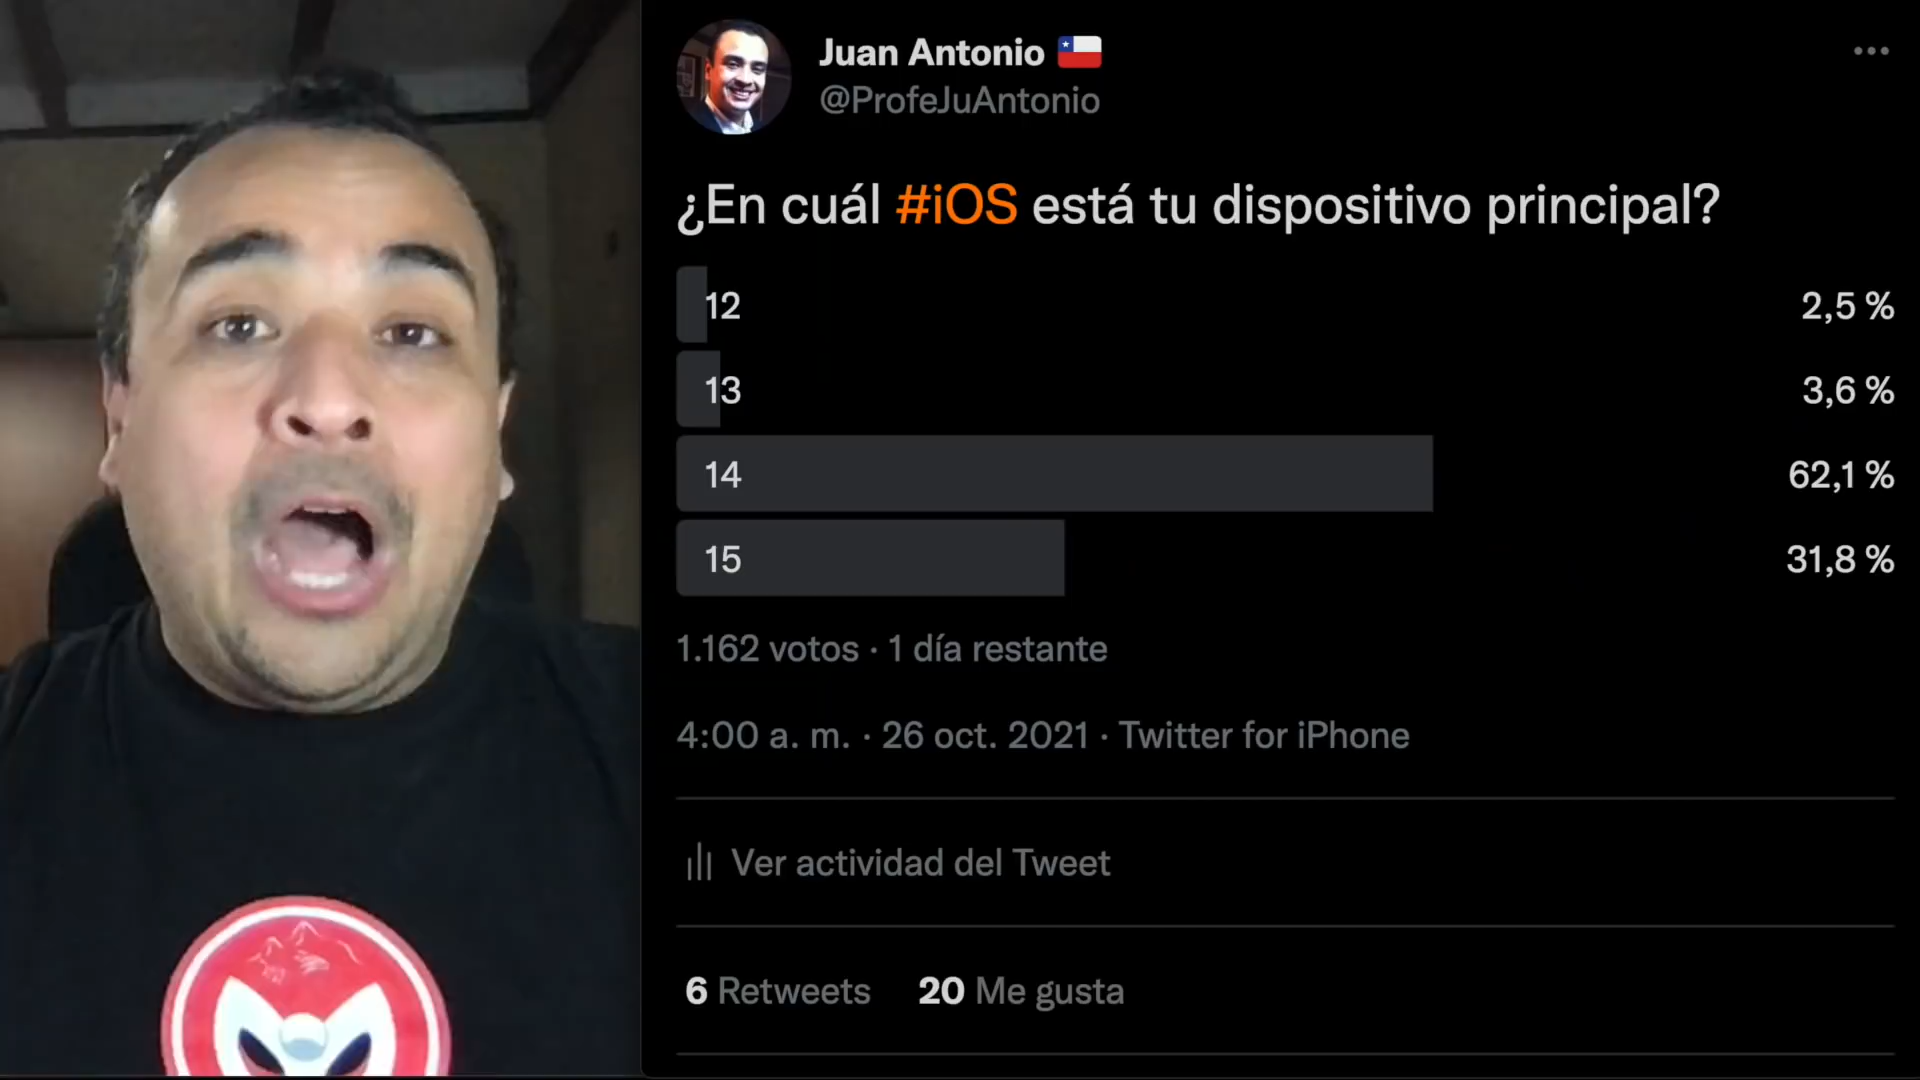 Juan Antonio 🇨🇱
@ProfeJuAntonio
¿En cuál #iOS está tu dispositivo principal?
12 2,5 %
13 3,6 %
14 62,1 %
15 31,8 %
1.162 votos · 1 día restante
4:00 a. m. · 26 oct. 2021 · Twitter for iPhone
Ver actividad del Tweet
6 Retweets 20 Me gusta